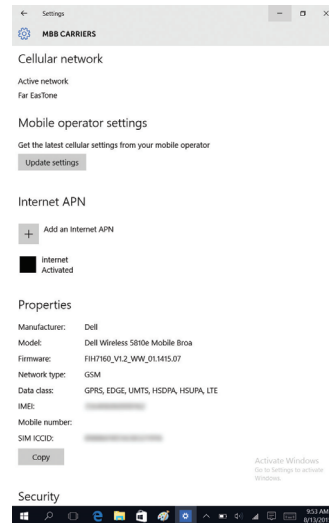 Settings
MBB CARRIERS
Cellular network
Active network
Far EasTone
Mobile operator settings
Get the latest cellular settings from your mobile operator
Update settings
Internet APN
Add an Internet APN
internet
Activated
Properties
Manufacturer: Dell
Model: Dell Wireless 5810e Mobile Broa
Firmware: FIH7160_V1.2_WW_01.1415.07
Network type: GSM
Data class: GPRS, EDGE, UMTS, HSDPA, HSUPA, LTE
IMEI:
Mobile number:
SIM ICCID:
Copy
Activate Windows
Go to Settings to activate
Windows.
Security
9:53 AM